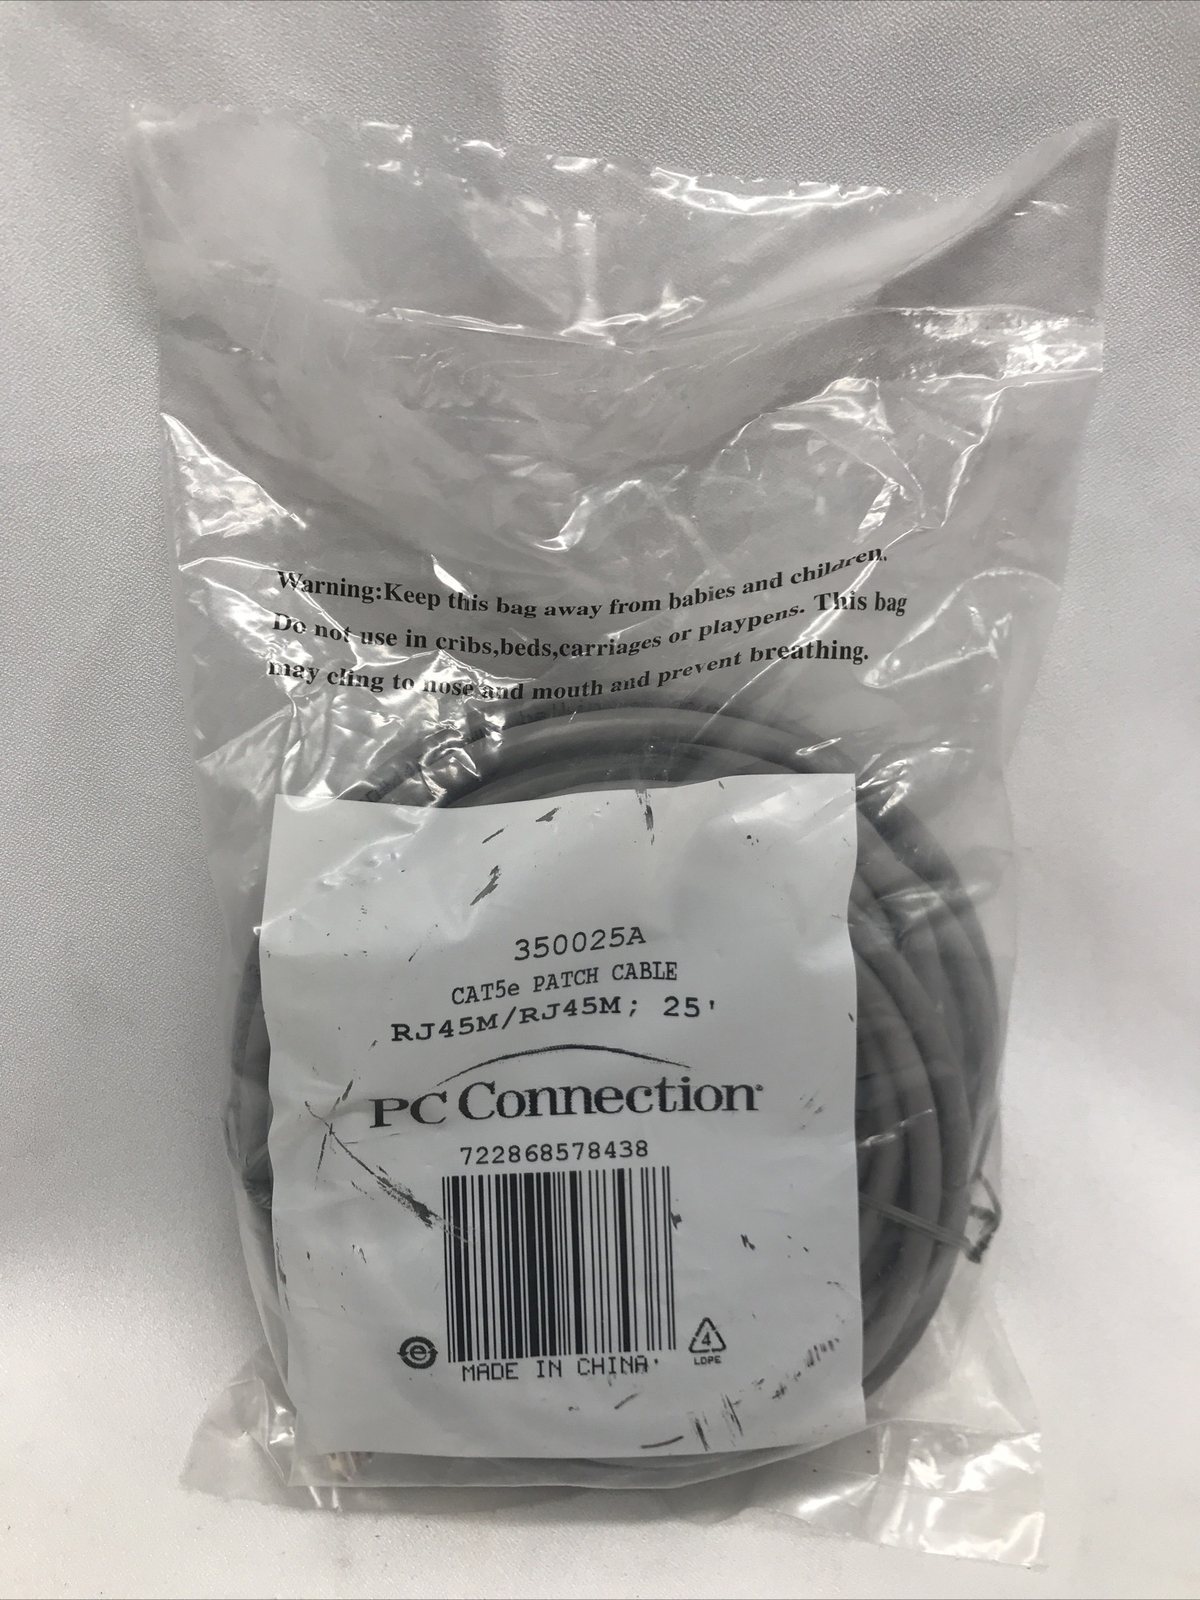 Warning:Keep this bag away from babies and children.
Do not use in cribs,beds,carriages or playpens. This bag
may cling to nose and mouth and prevent breathing.
350025A
CAT5e PATCH CABLE
RJ45M/RJ45M; 25'
PC Connection
722868578438
e
4
LDPE
MADE IN CHINA